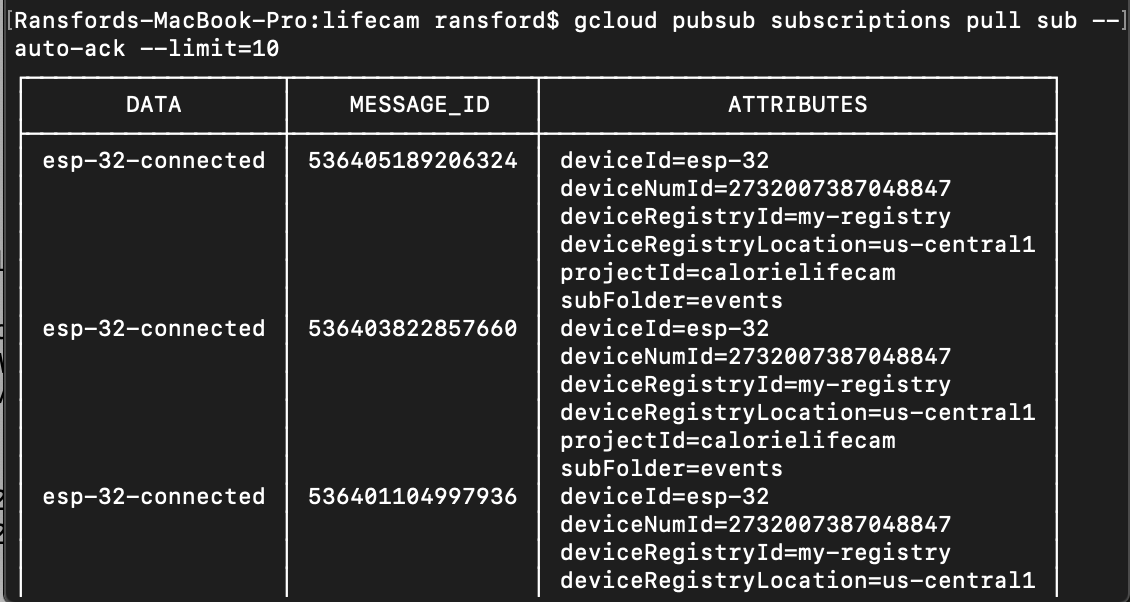 [Ransfords-MacBook-Pro:lifecam ransford$ gcloud pubsub subscriptions pull sub --]
auto-ack --limit=10
DATA MESSAGE_ID ATTRIBUTES
esp-32-connected 536405189206324 deviceId=esp-32
deviceNumId=2732007387048847
deviceRegistryId=my-registry
deviceRegistryLocation=us-central1
projectId=calorielifecam
subFolder=events
esp-32-connected 536403822857660 deviceId=esp-32
deviceNumId=2732007387048847
deviceRegistryId=my-registry
deviceRegistryLocation=us-central1
projectId=calorielifecam
subFolder=events
esp-32-connected 536401104997936 deviceId=esp-32
deviceNumId=2732007387048847
deviceRegistryId=my-registry
deviceRegistryLocation=us-central1